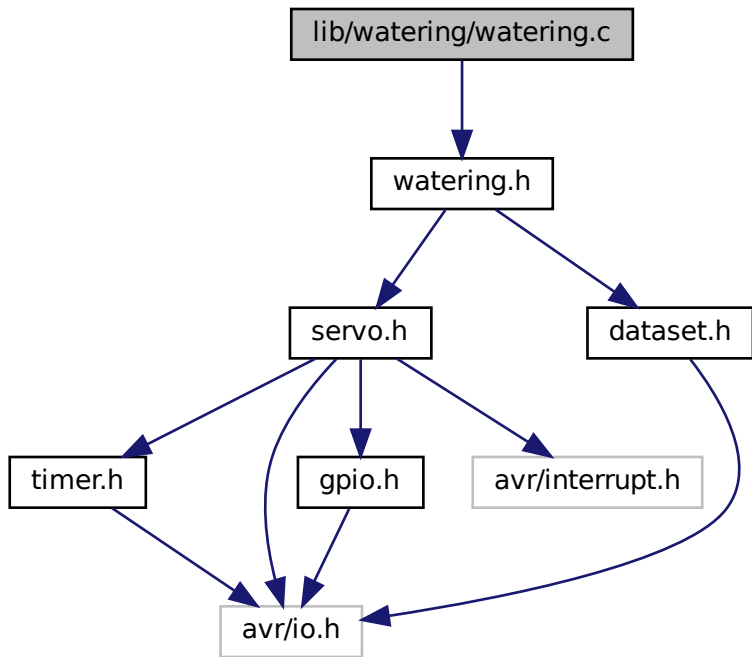 lib/watering/watering.c
watering.h
servo.h
dataset.h
timer.h
gpio.h
avr/interrupt.h
avr/io.h